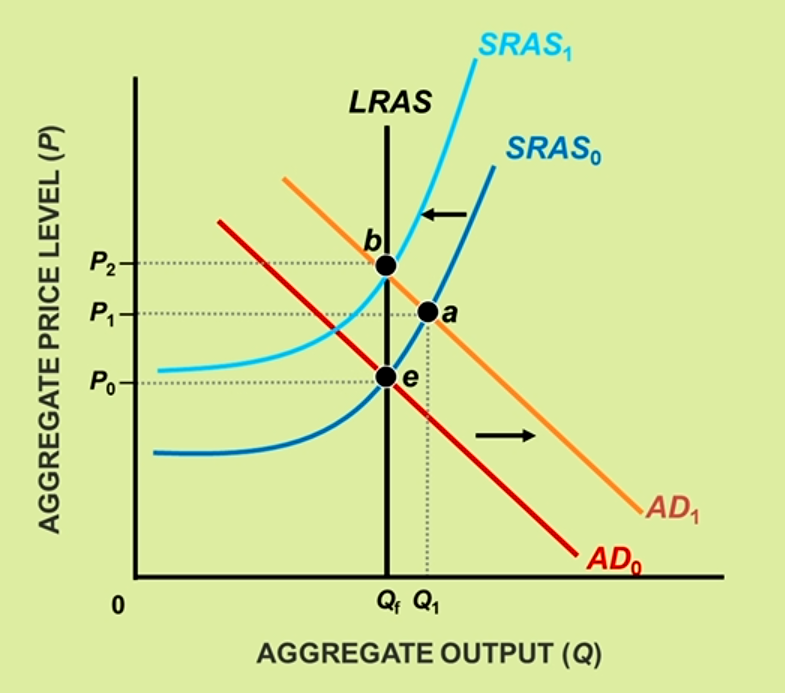 SRAS₁
LRAS
SRAS₀
b
P₂
P₁
a
P₀
e
AD₁
AD₀
0
Qf Q₁
AGGREGATE PRICE LEVEL (P)
AGGREGATE OUTPUT (Q)